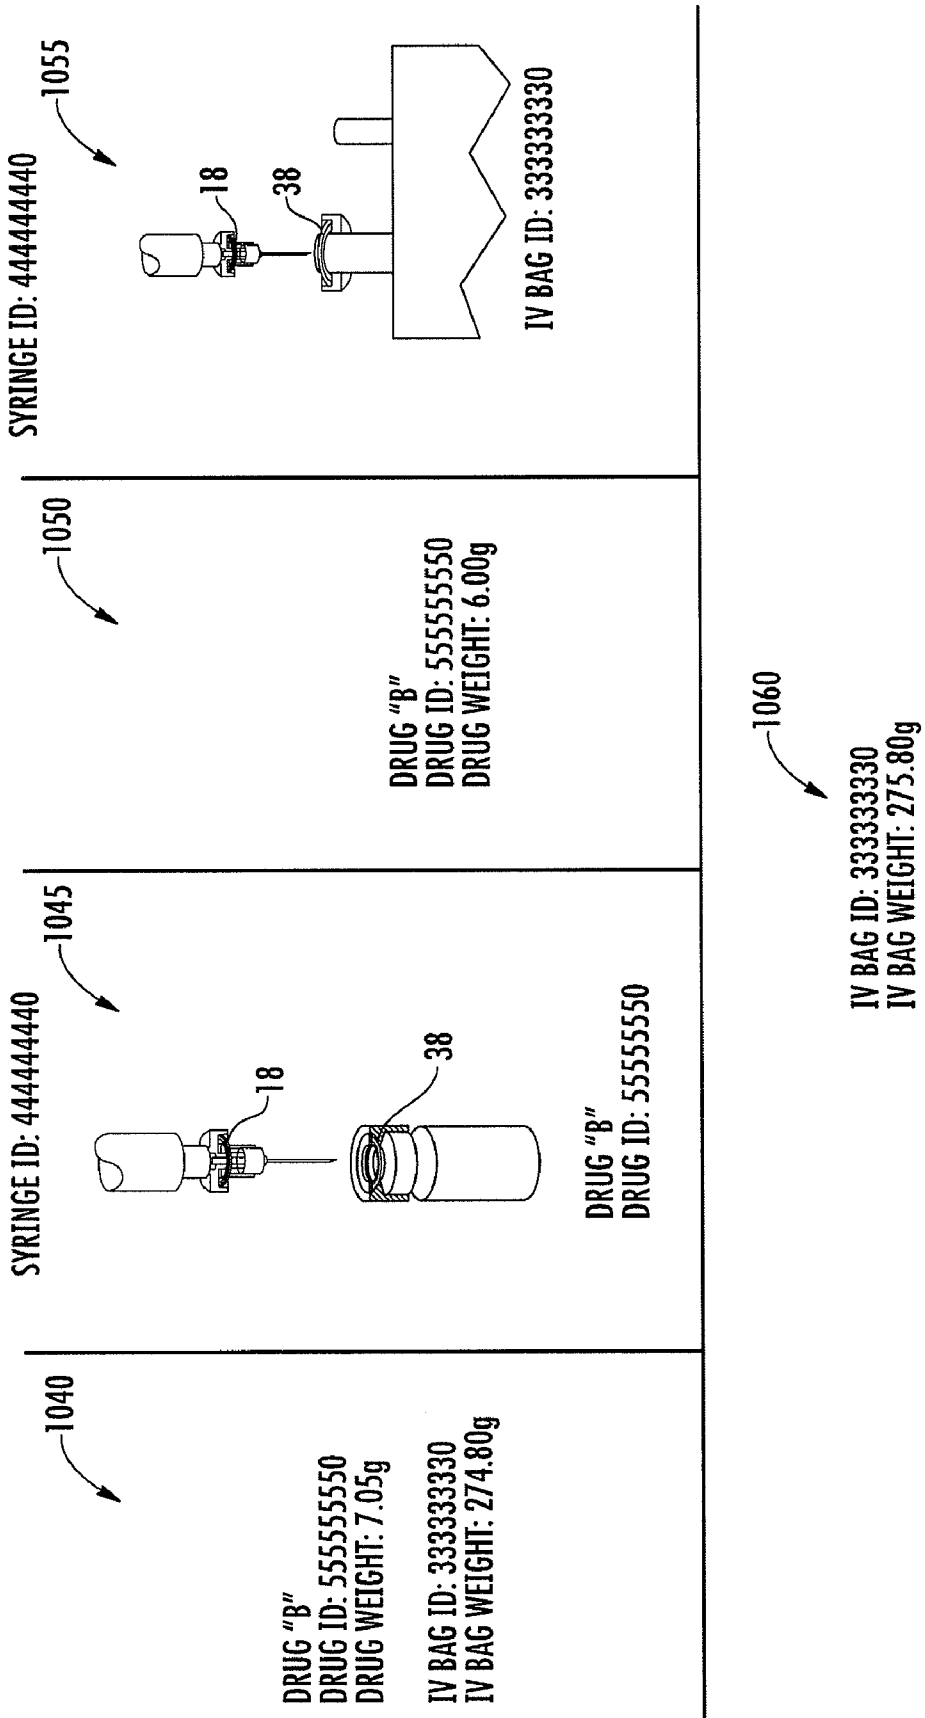 1040
DRUG "B"
DRUG ID: 555555550
DRUG WEIGHT: 7.05g
IV BAG ID: 333333330
IV BAG WEIGHT: 274.80g
SYRINGE ID: 444444440
1045
18
38
DRUG "B"
DRUG ID: 55555550
1050
DRUG "B"
DRUG ID: 555555550
DRUG WEIGHT: 6.00g
SYRINGE ID: 444444440
1055
18
38
IV BAG ID: 333333330
1060
IV BAG ID: 333333330
IV BAG WEIGHT: 275.80g